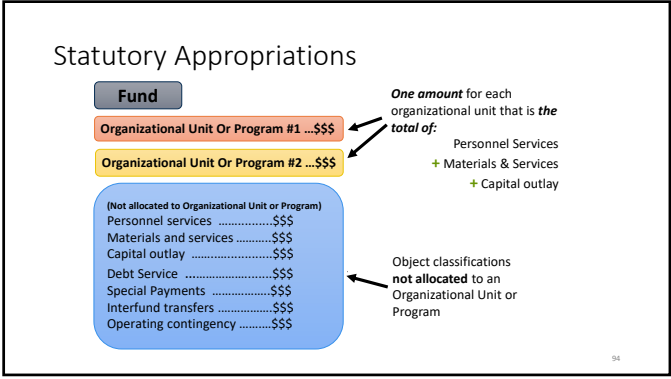 Statutory Appropriations
Fund
Organizational Unit Or Program #1 ...$$$
Organizational Unit Or Program #2 ...$$$
(Not allocated to Organizational Unit or Program)
Personnel services ……………..$$$
Materials and services ………..$$$
Capital outlay ……..................$$$
Debt Service ….......................$$$
Special Payments ……………….$$$
Interfund transfers ……………..$$$
Operating contingency ……….$$$
One amount for each
organizational unit that is the
total of:
Personnel Services
+ Materials & Services
+ Capital outlay
Object classifications
not allocated to an
Organizational Unit or
Program
94